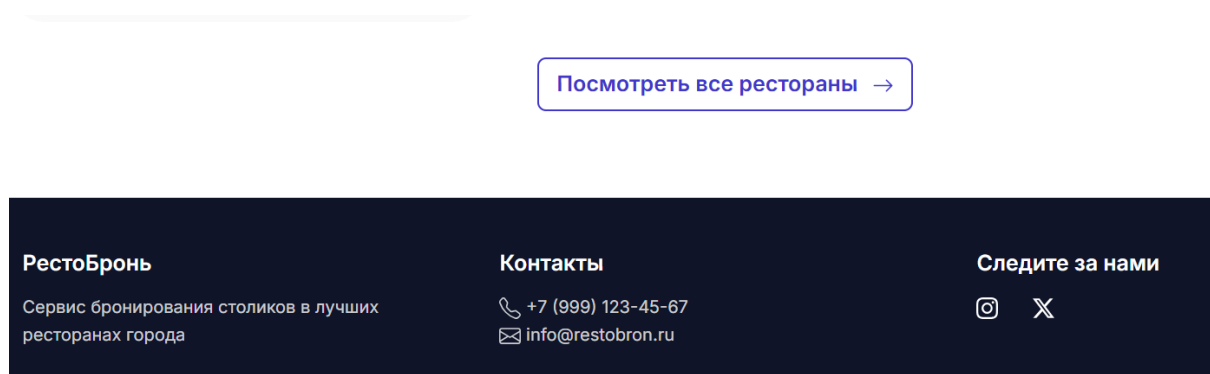 Посмотреть все рестораны →
РестоБронь
Сервис бронирования столиков в лучших
ресторанах города
Контакты
+7 (999) 123-45-67
info@restobron.ru
Следите за нами